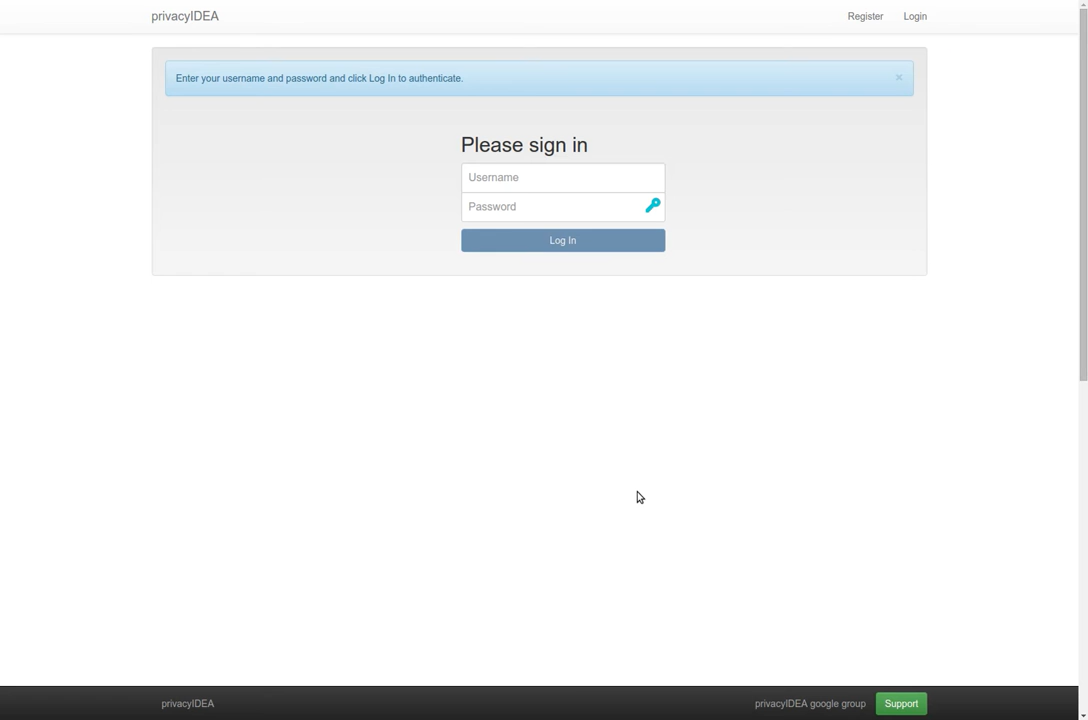 privacyIDEA Register Login
Enter your username and password and click Log In to authenticate. ×
Please sign in
Username
Password
Log In
privacyIDEA privacyIDEA google group Support